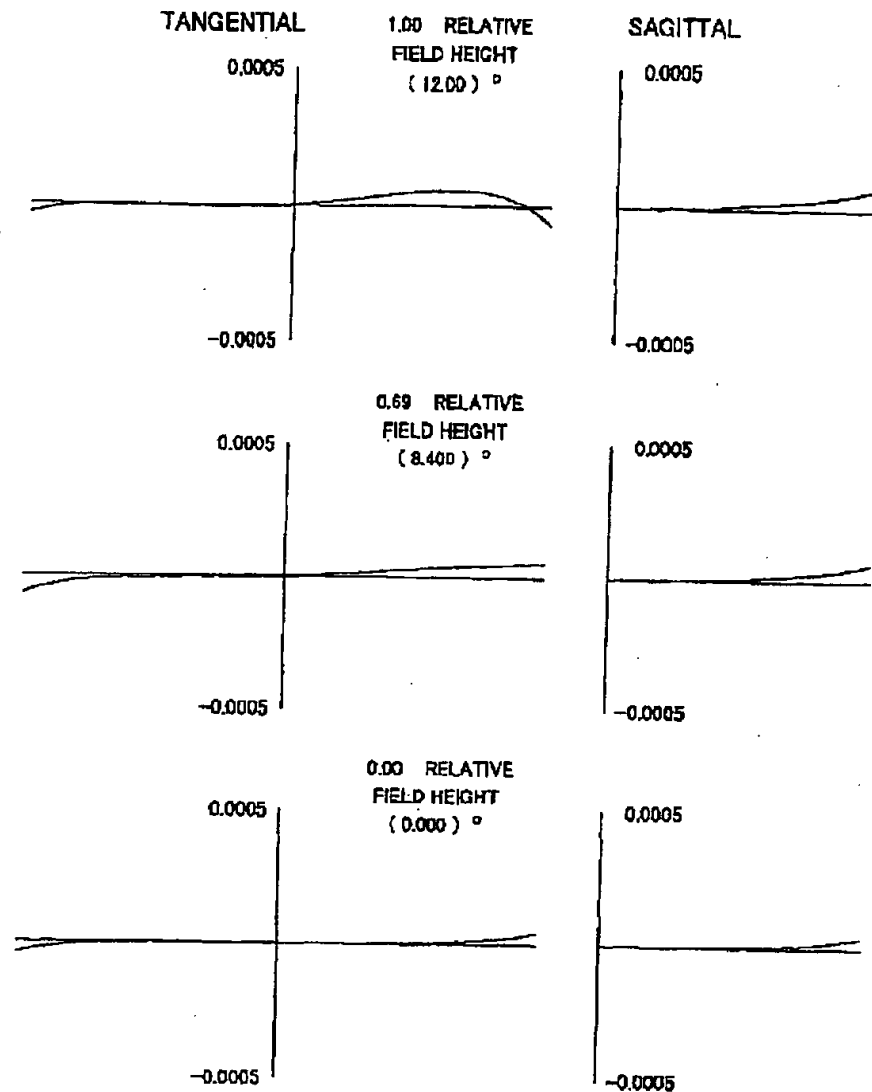 TANGENTIAL
1.00 RELATIVE
FIELD HEIGHT
(12.00)°
SAGITTAL
0.0005
0.0005
-0.0005
-0.0005
0.69 RELATIVE
FIELD HEIGHT
(8.400)°
0.0005
0.0005
-0.0005
-0.0005
0.00 RELATIVE
FIELD HEIGHT
(0.000)°
0.0005
0.0005
-0.0005
-0.0005